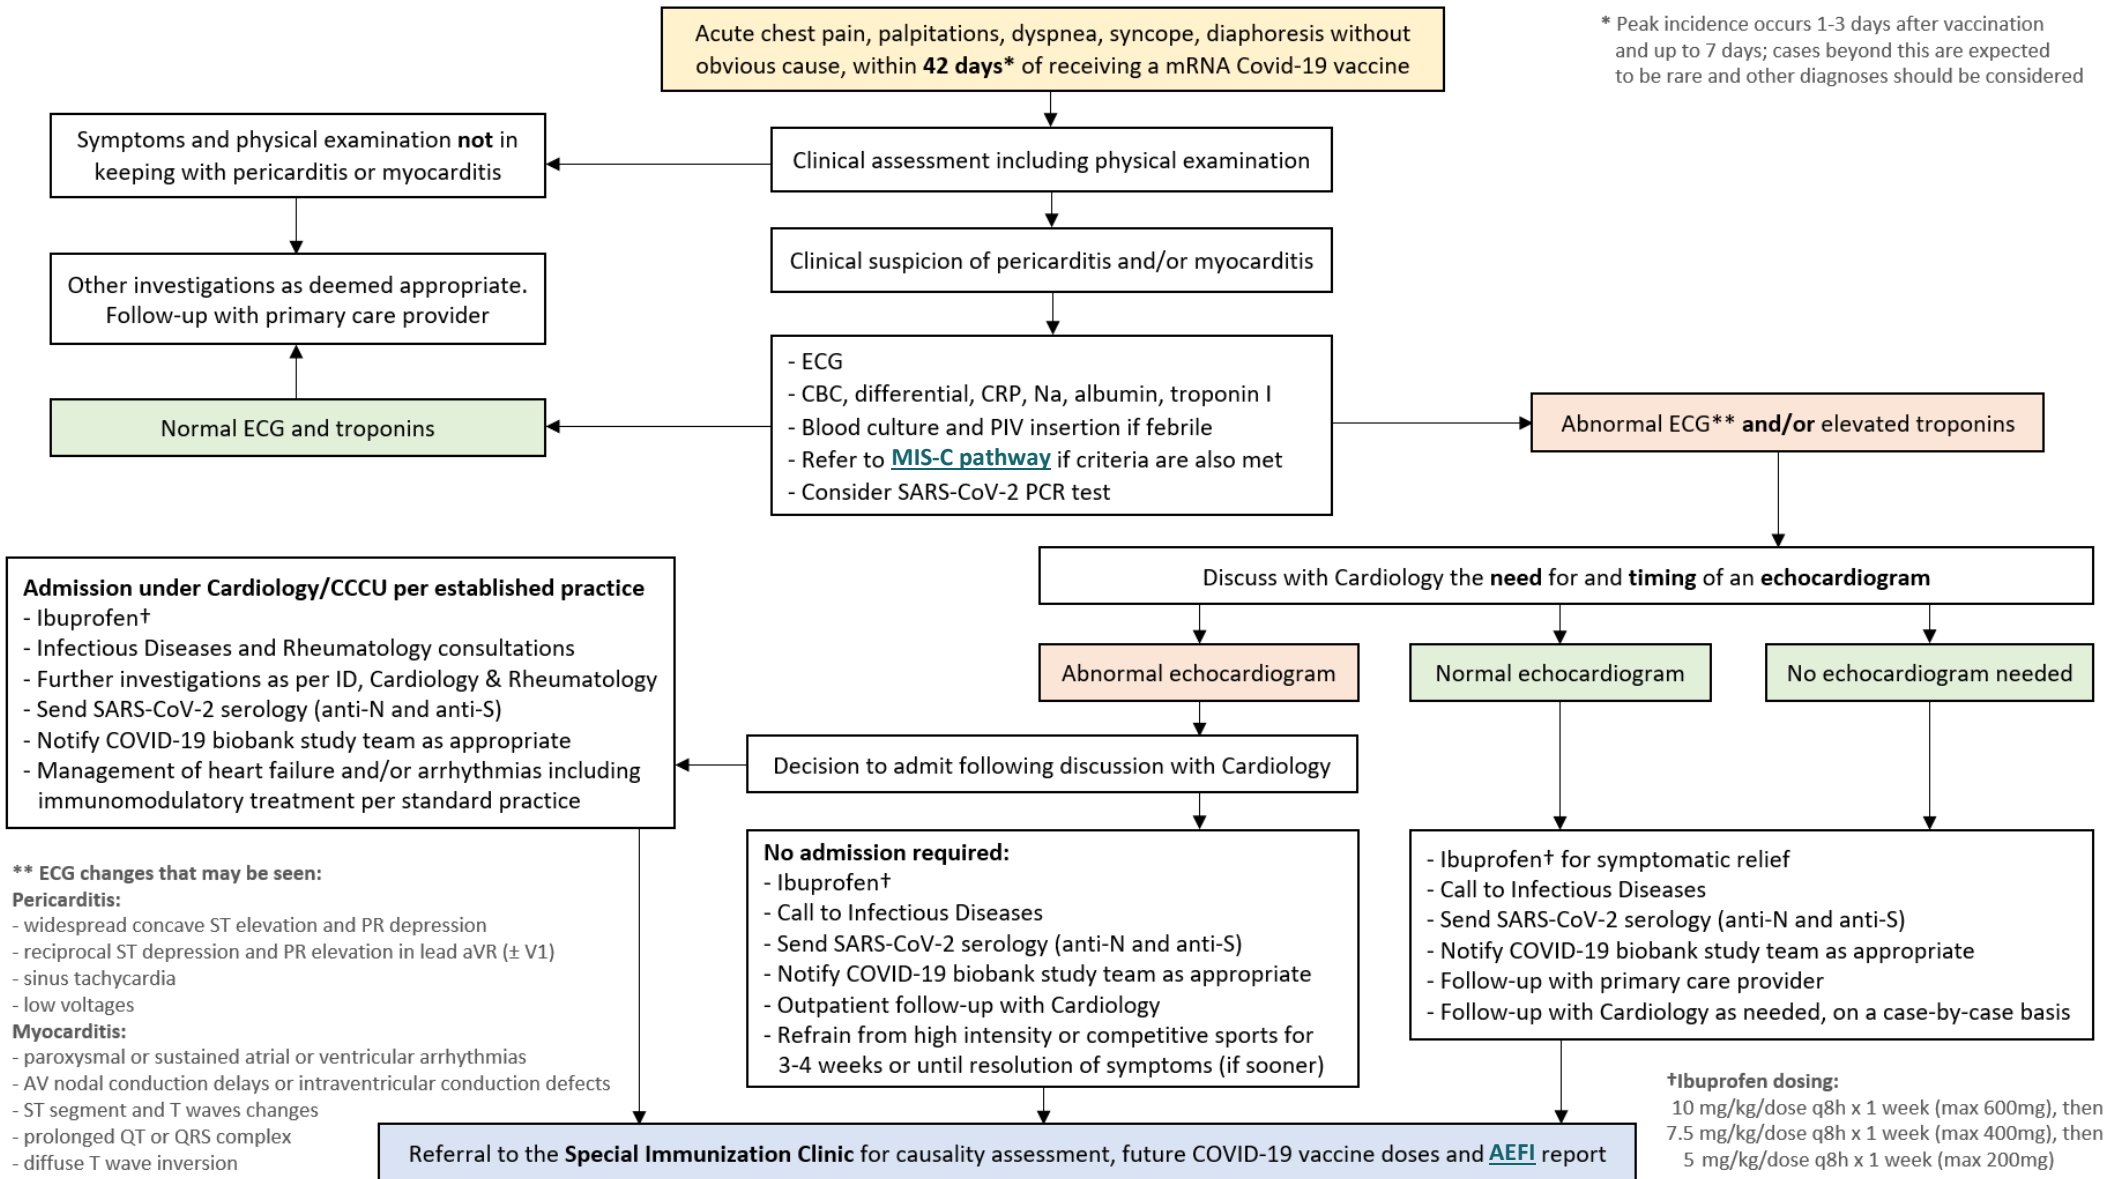 Acute chest pain, palpitations, dyspnea, syncope, diaphoresis without
obvious cause, within 42 days* of receiving a mRNA Covid-19 vaccine
* Peak incidence occurs 1-3 days after vaccination
and up to 7 days; cases beyond this are expected
to be rare and other diagnoses should be considered
Symptoms and physical examination not in
keeping with pericarditis or myocarditis
Clinical assessment including physical examination
Clinical suspicion of pericarditis and/or myocarditis
Other investigations as deemed appropriate.
Follow-up with primary care provider
- ECG
- CBC, differential, CRP, Na, albumin, troponin I
- Blood culture and PIV insertion if febrile
- Refer to MIS-C pathway if criteria are also met
- Consider SARS-CoV-2 PCR test
Normal ECG and troponins
Abnormal ECG** and/or elevated troponins
Discuss with Cardiology the need for and timing of an echocardiogram
Abnormal echocardiogram
Normal echocardiogram
No echocardiogram needed
Decision to admit following discussion with Cardiology
Admission under Cardiology/CCCU per established practice
- Ibuprofen†
- Infectious Diseases and Rheumatology consultations
- Further investigations as per ID, Cardiology & Rheumatology
- Send SARS-CoV-2 serology (anti-N and anti-S)
- Notify COVID-19 biobank study team as appropriate
- Management of heart failure and/or arrhythmias including
immunomodulatory treatment per standard practice
No admission required:
- Ibuprofen†
- Call to Infectious Diseases
- Send SARS-CoV-2 serology (anti-N and anti-S)
- Notify COVID-19 biobank study team as appropriate
- Outpatient follow-up with Cardiology
- Refrain from high intensity or competitive sports for
3-4 weeks or until resolution of symptoms (if sooner)
- Ibuprofen† for symptomatic relief
- Call to Infectious Diseases
- Send SARS-CoV-2 serology (anti-N and anti-S)
- Notify COVID-19 biobank study team as appropriate
- Follow-up with primary care provider
- Follow-up with Cardiology as needed, on a case-by-case basis
** ECG changes that may be seen:
Pericarditis:
- widespread concave ST elevation and PR depression
- reciprocal ST depression and PR elevation in lead aVR (± V1)
- sinus tachycardia
- low voltages
Myocarditis:
- paroxysmal or sustained atrial or ventricular arrhythmias
- AV nodal conduction delays or intraventricular conduction defects
- ST segment and T waves changes
- prolonged QT or QRS complex
- diffuse T wave inversion
†Ibuprofen dosing:
10 mg/kg/dose q8h x 1 week (max 600mg), then
7.5 mg/kg/dose q8h x 1 week (max 400mg), then
5 mg/kg/dose q8h x 1 week (max 200mg)
Referral to the Special Immunization Clinic for causality assessment, future COVID-19 vaccine doses and AEFI report